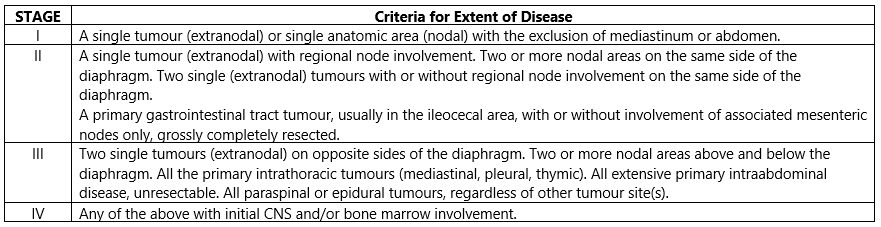 STAGE Criteria for Extent of Disease
I A single tumour (extranodal) or single anatomic area (nodal) with the exclusion of mediastinum or abdomen.
II A single tumour (extranodal) with regional node involvement. Two or more nodal areas on the same side of the
diaphragm. Two single (extranodal) tumours with or without regional node involvement on the same side of the
diaphragm.
A primary gastrointestinal tract tumour, usually in the ileocecal area, with or without involvement of associated mesenteric
nodes only, grossly completely resected.
III Two single tumours (extranodal) on opposite sides of the diaphragm. Two or more nodal areas above and below the
diaphragm. All the primary intrathoracic tumours (mediastinal, pleural, thymic). All extensive primary intraabdominal
disease, unresectable. All paraspinal or epidural tumours, regardless of other tumour site(s).
IV Any of the above with initial CNS and/or bone marrow involvement.